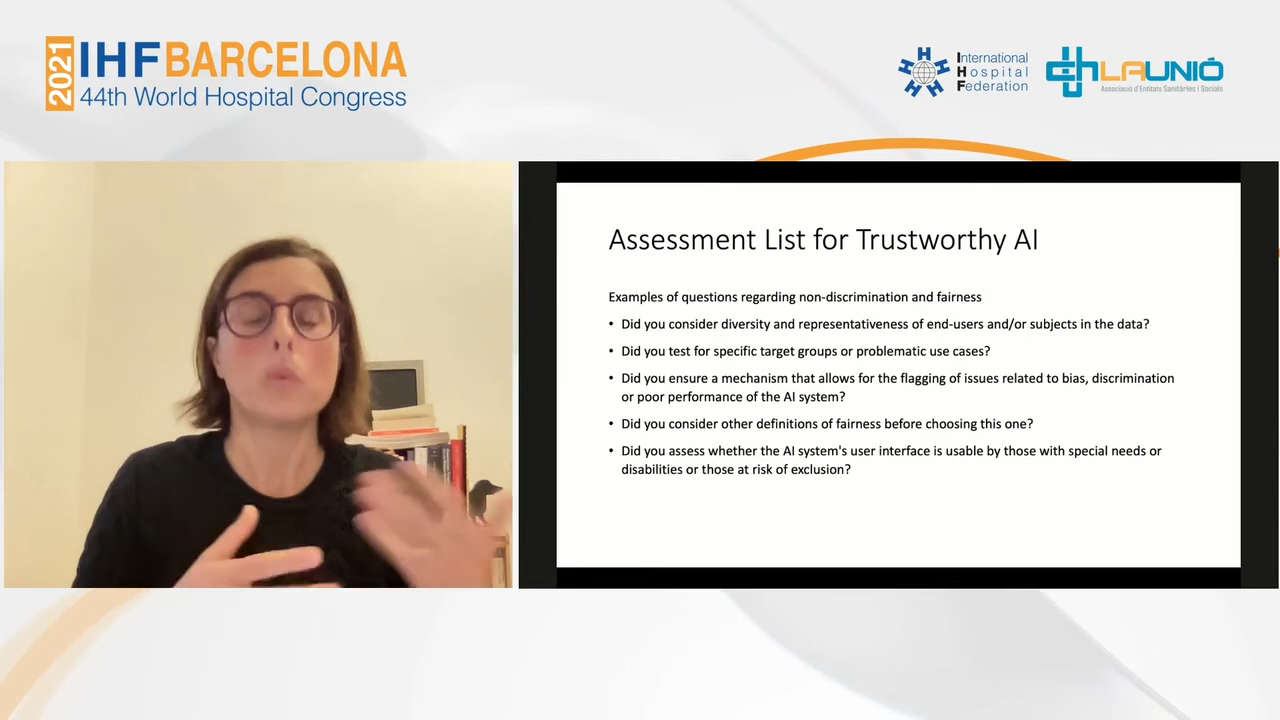 2021
IHF BARCELONA
44th World Hospital Congress
International
Hospital
Federation
LAUNIÓ
Associació d'Entitats Sanitàries i Socials
Assessment List for Trustworthy AI
Examples of questions regarding non-discrimination and fairness
• Did you consider diversity and representativeness of end-users and/or subjects in the data?
• Did you test for specific target groups or problematic use cases?
• Did you ensure a mechanism that allows for the flagging of issues related to bias, discrimination
or poor performance of the AI system?
• Did you consider other definitions of fairness before choosing this one?
• Did you assess whether the AI system's user interface is usable by those with special needs or
disabilities or those at risk of exclusion?